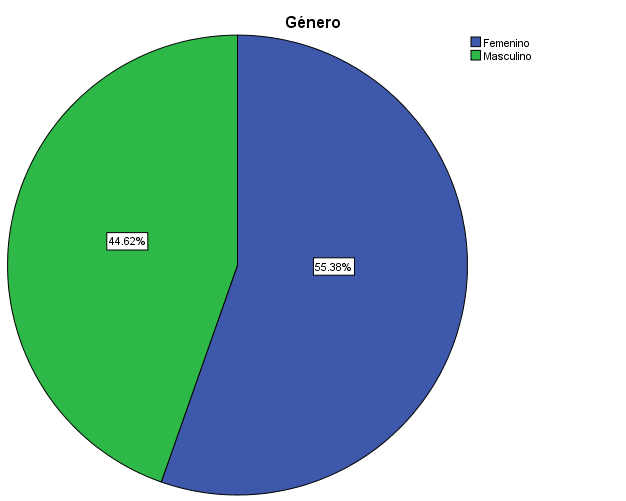 Género
Femenino
Masculino
44.62%
55.38%